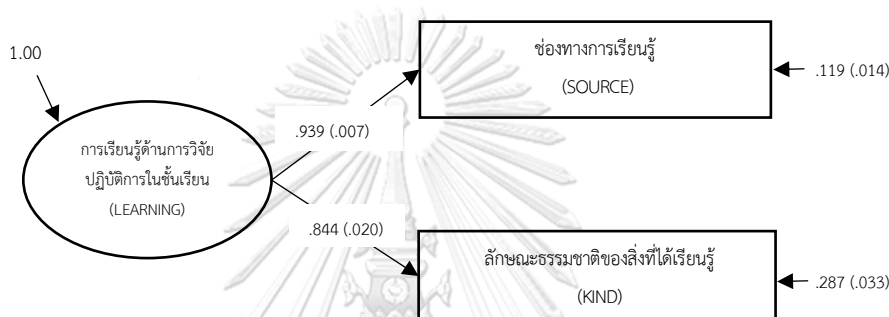 1.00
ช่องทางการเรียนรู้
(SOURCE)
.119 (.014)
.939 (.007)
การเรียนรู้ด้านการวิจัย
ปฏิบัติการในชั้นเรียน
(LEARNING)
.844 (.020)
ลักษณะธรรมชาติของสิ่งที่ได้เรียนรู้
(KIND)
.287 (.033)